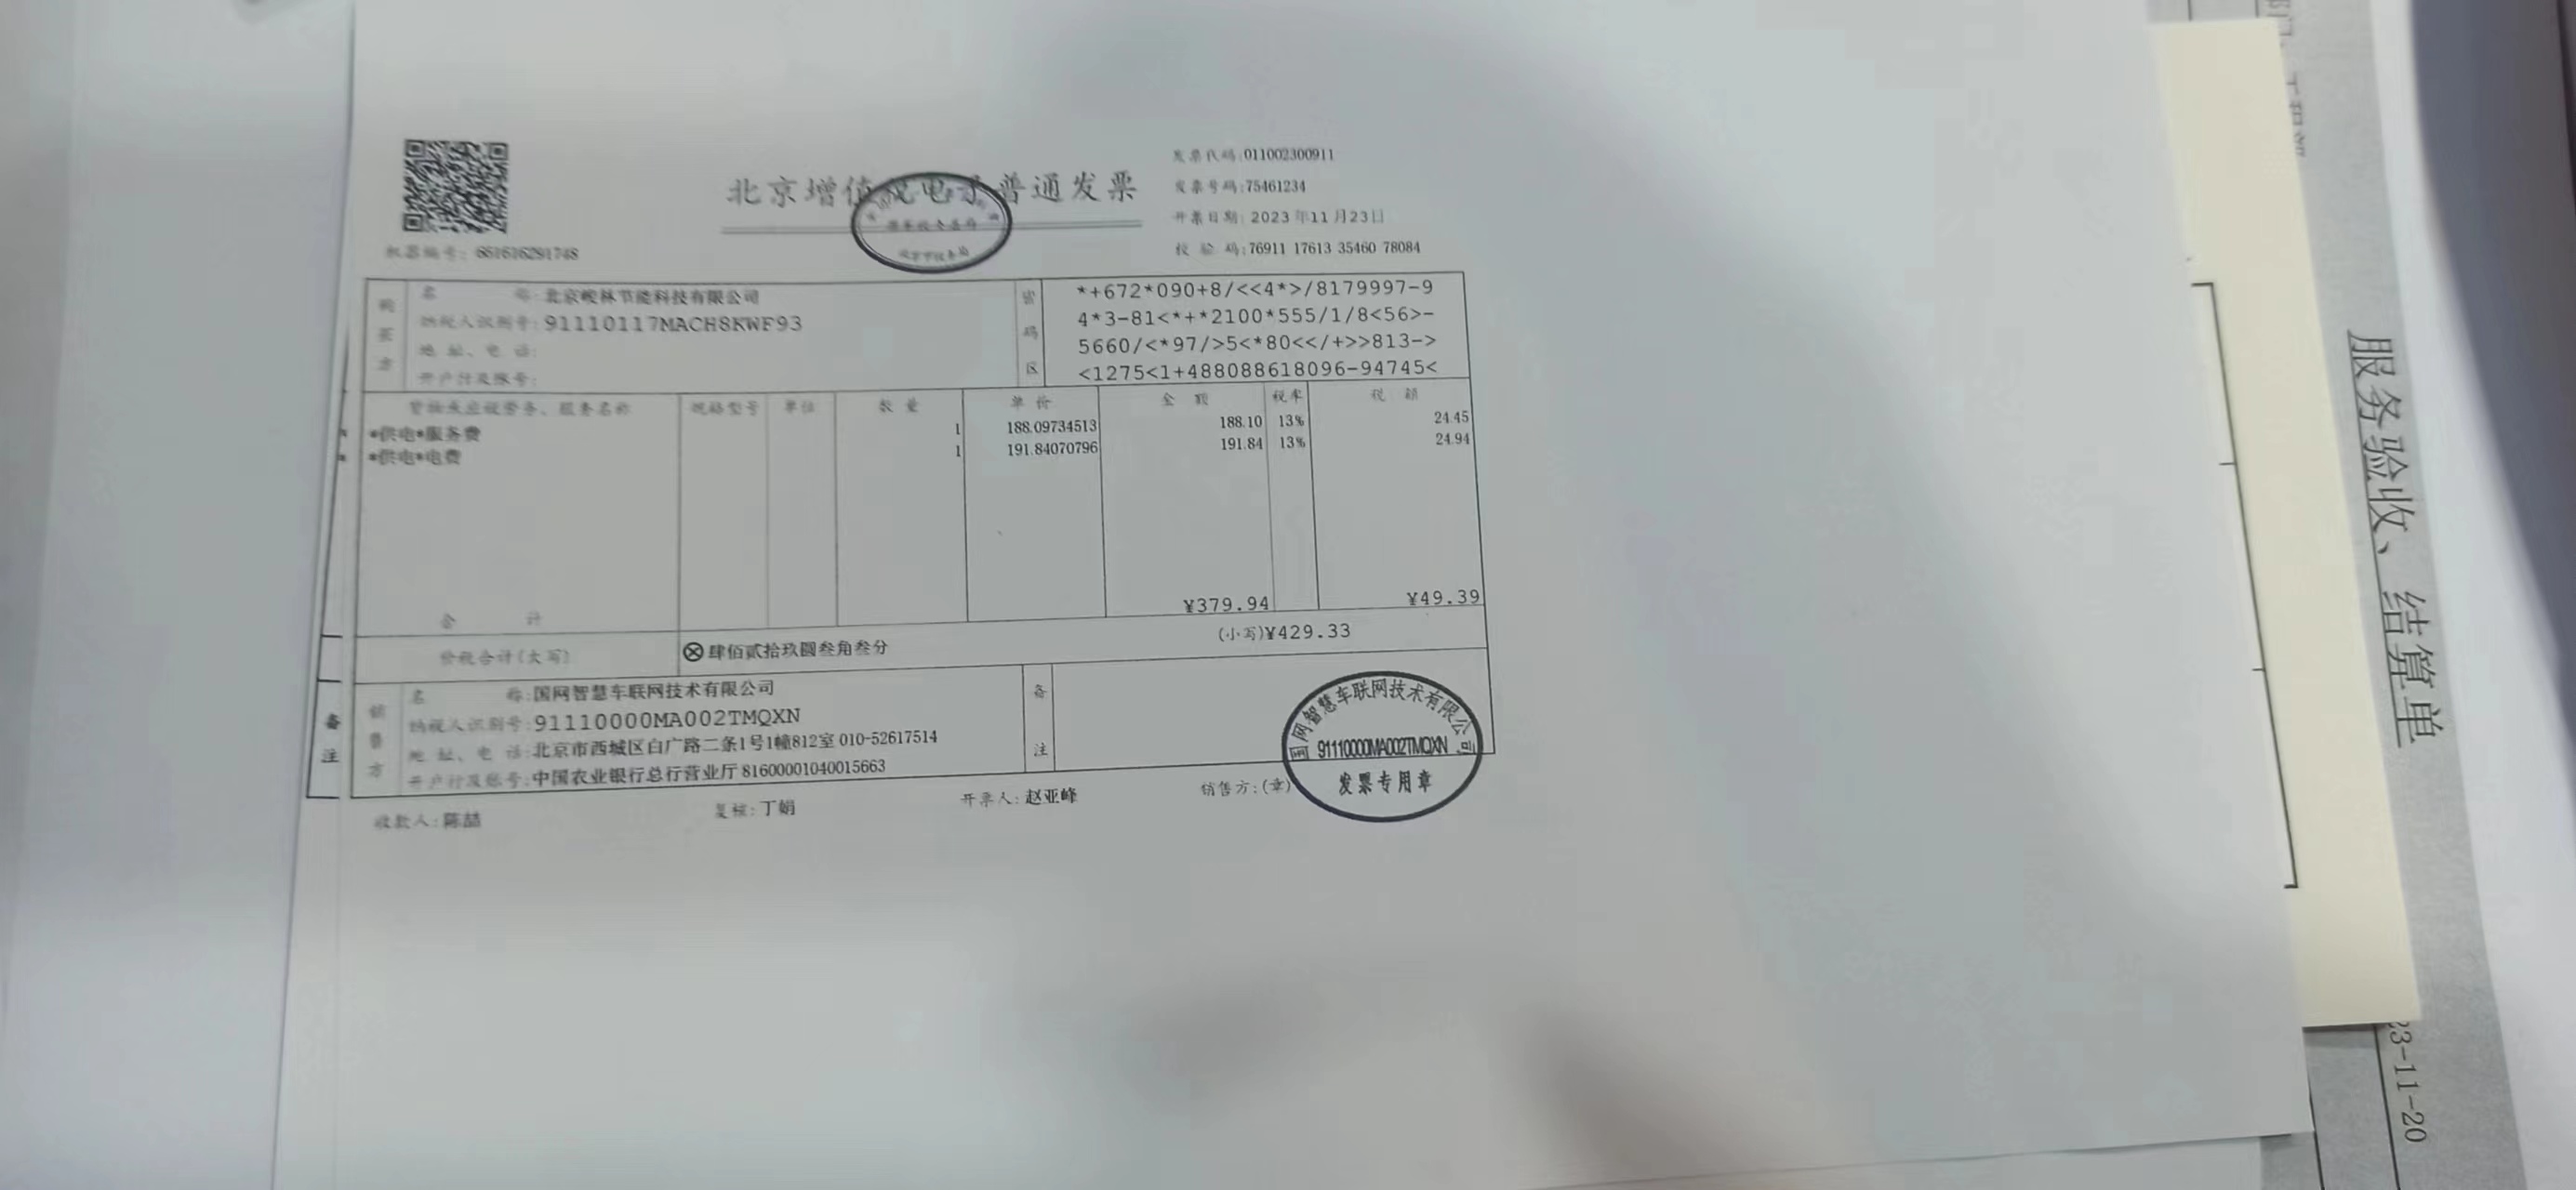 北京增值税电子普通发票
发票代码:011002300911
发票号码:75461234
开票日期: 2023年11月23日
校 验 码:76911 17613 35460 78084
机器编号: 661616291748
购买方
名 称:北京峻林节能科技有限公司
纳税人识别号:91110117MACH8KWF93
地 址、电 话:
开户行及账号:
密码区
*+672*090+8/<<4*>/8179997-9
4*3-81<*+*2100*555/1/8<56>-
5660/<*97/>5<*80<</+>>813->
<1275<1+488088618096-94745<
货物或应税劳务、服务名称 规格型号 单位 数 量 单 价 金 额 税率 税 额
*供电*服务费 1 188.09734513 188.10 13% 24.45
*供电*电费 1 191.84070796 191.84 13% 24.94
合 计 ¥379.94 ¥49.39
价税合计(大写) ⊗肆佰贰拾玖圆叁角叁分 (小写)¥429.33
销售方
名 称:国网智慧车联网技术有限公司
纳税人识别号:91110000MA002TMQXN
地 址、电 话:北京市西城区白广路二条1号1幢812室 010-52617514
开户行及账号:中国农业银行总行营业厅 81600001040015663
备注
收款人:陈喆 复核:丁娟 开票人:赵亚峰 销售方:(章)
国网智慧车联网技术有限公司
91110000MA002TMQXN
发票专用章
备注
服务验收、结算单
23-11-20